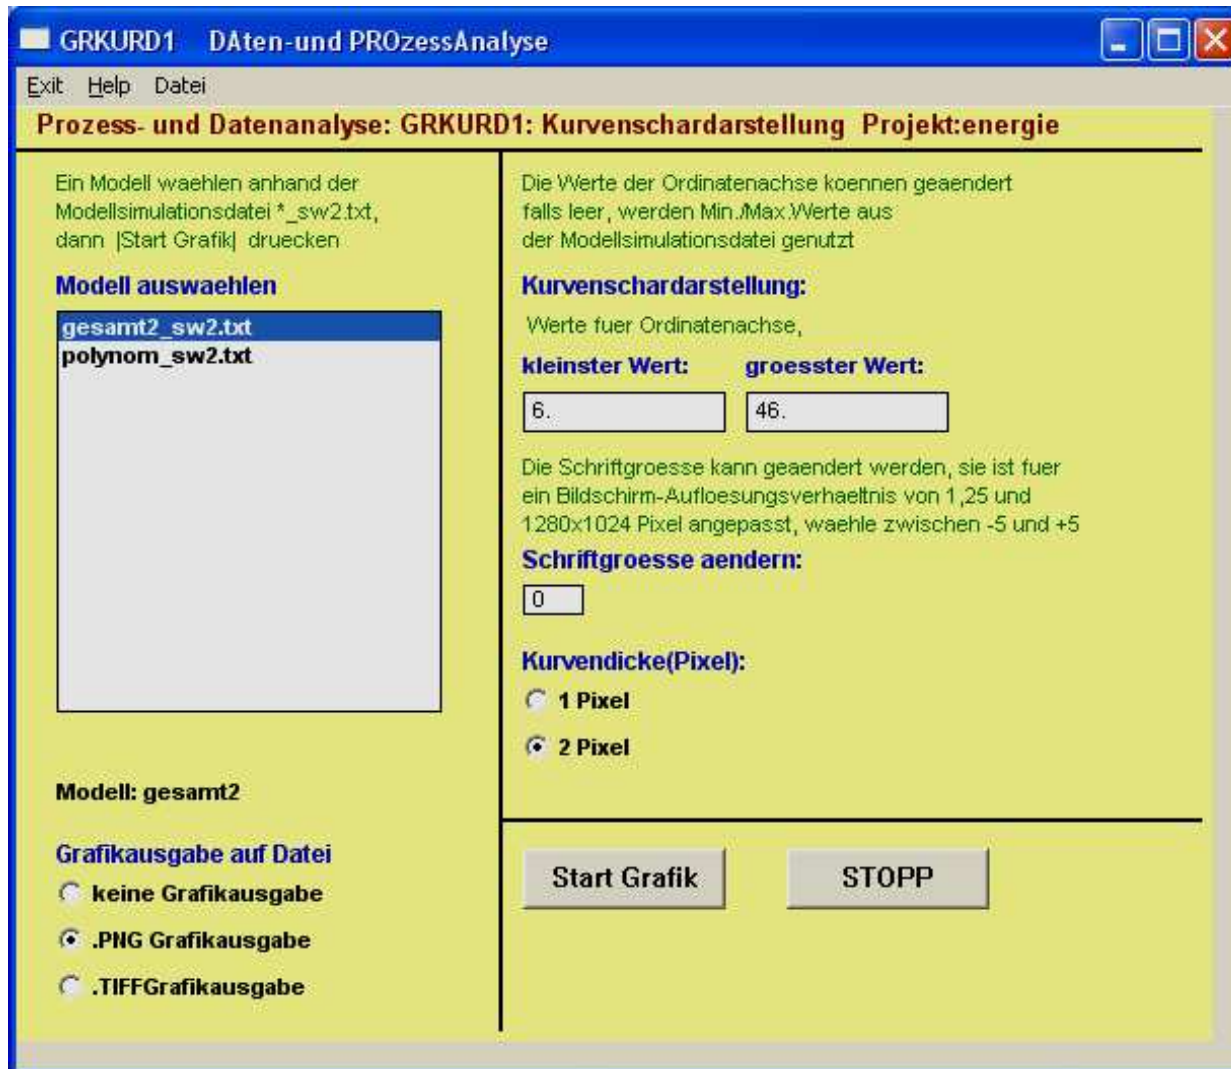 GRKURD1 DAten-und PROzessAnalyse
Exit Help Datei
Prozess- und Datenanalyse: GRKURD1: Kurvenschardarstellung Projekt:energie
Ein Modell waehlen anhand der
Modellsimulationsdatei *_sw2.txt,
dann |Start Grafik| druecken
Modell auswaehlen
gesamt2_sw2.txt
polynom_sw2.txt
Modell: gesamt2
Grafikausgabe auf Datei
keine Grafikausgabe
.PNG Grafikausgabe
.TIFFGrafikausgabe
Die Werte der Ordinatenachse koennen geaendert
falls leer, werden Min./Max.Werte aus
der Modellsimulationsdatei genutzt
Kurvenschardarstellung:
Werte fuer Ordinatenachse,
kleinster Wert: groesster Wert:
6. 46.
Die Schriftgroesse kann geaendert werden, sie ist fuer
ein Bildschirm-Aufloesungsverhaeltnis von 1,25 und
1280x1024 Pixel angepasst, waehle zwischen -5 und +5
Schriftgroesse aendern:
0
Kurvendicke(Pixel):
1 Pixel
2 Pixel
Start Grafik STOPP